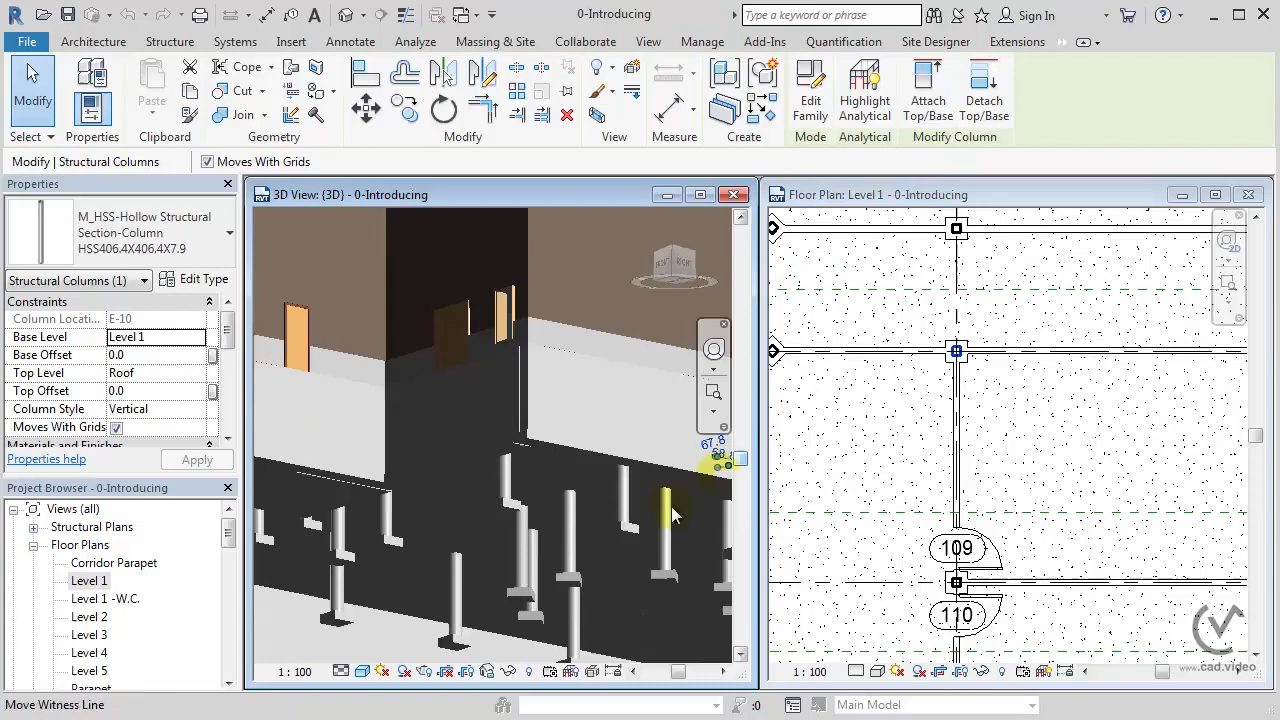 0-Introducing
Type a keyword or phrase
Sign In
File Architecture Structure Systems Insert Annotate Analyze Massing & Site Collaborate View Manage Add-Ins Quantification Site Designer Extensions
Modify
Properties
Paste
Cope
Cut
Join
Edit Family
Highlight Analytical
Attach Top/Base
Detach Top/Base
Select Properties Clipboard Geometry Modify View Measure Create Mode Analytical Modify Column
Modify | Structural Columns
Moves With Grids
Properties
M_HSS-Hollow Structural
Section-Column
HSS406.4X406.4X7.9
Structural Columns (1)
Edit Type
Constraints
Column Locati... E-10
Base Level Level 1
Base Offset 0.0
Top Level Roof
Top Offset 0.0
Column Style Vertical
Moves With Grids
Materials and Finishes
Properties help
Apply
Project Browser - 0-Introducing
Views (all)
Structural Plans
Floor Plans
Corridor Parapet
Level 1
Level 1 -W.C.
Level 2
Level 3
Level 4
Level 5
Parapet
3D View: {3D} - 0-Introducing
67.8
1 : 100
Floor Plan: Level 1 - 0-Introducing
2D
109
110
www.cad.video
1 : 100
Move Witness Line
:0
Main Model